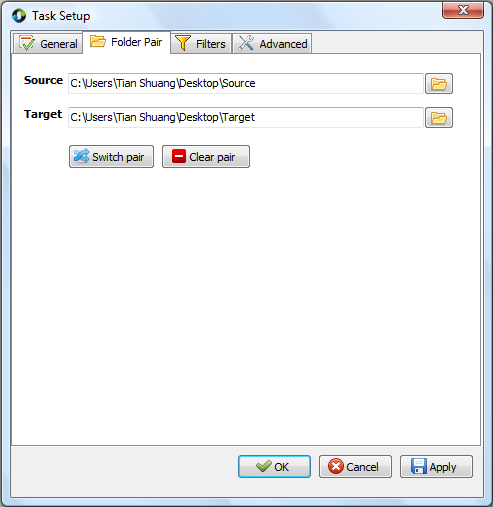 Task Setup
General Folder Pair Filters Advanced
Source C:\Users\Tian Shuang\Desktop\Source
Target C:\Users\Tian Shuang\Desktop\Target
Switch pair Clear pair
OK Cancel Apply